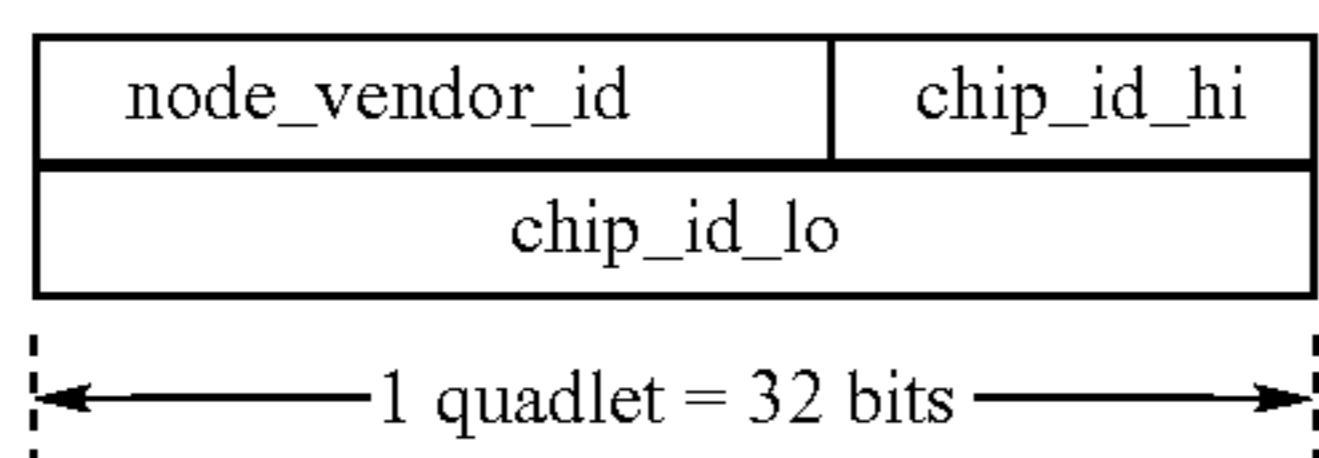 node_vendor_id chip_id_hi
chip_id_lo
1 quadlet = 32 bits